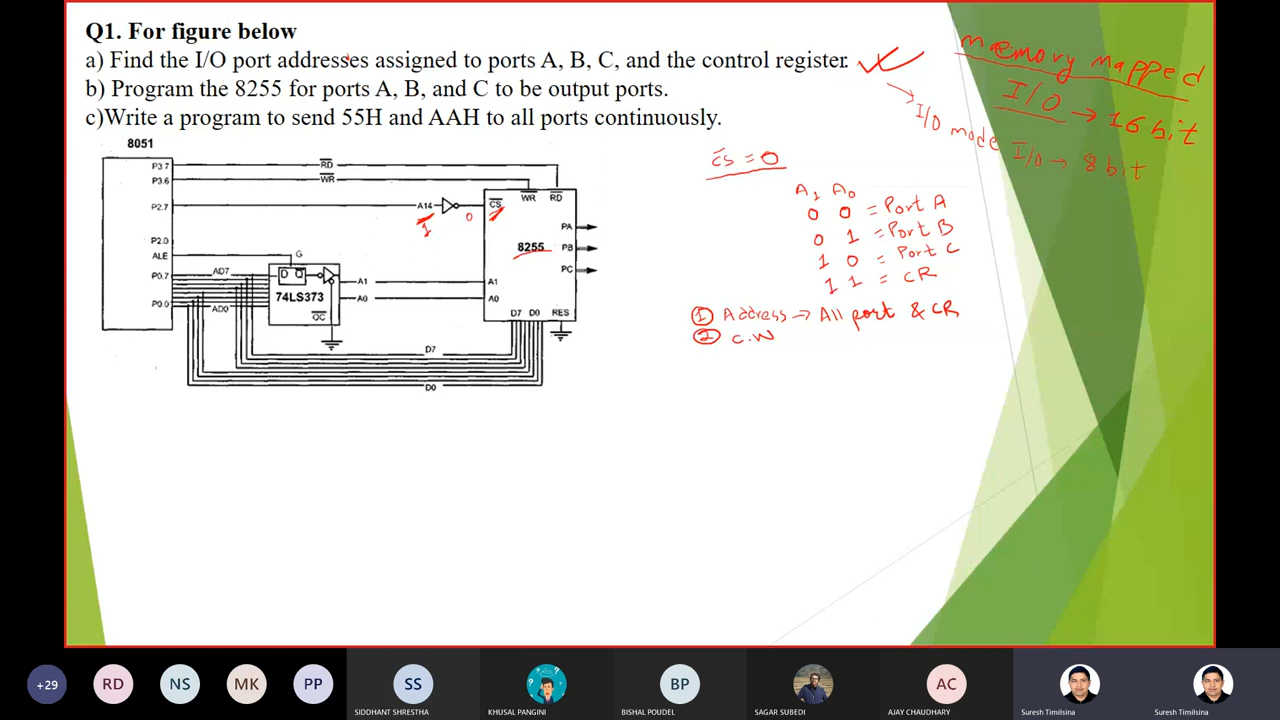 Q1. For figure below
a) Find the I/O port addresses assigned to ports A, B, C, and the control register.
b) Program the 8255 for ports A, B, and C to be output ports.
c)Write a program to send 55H and AAH to all ports continuously.
memory mapped
I/O → 16 bit
I/O mode I/O → 8 bit
8051
P3.7
RD
P3.6
WR
P2.7
A14
1
0
CS
WR
RD
P2.0
ALE
G
P0.7
AD7
D Q
74LS373
OC
P0.0
AD0
A1
A0
8255
PA
PB
PC
A1
A0
D7 D0 RES
D7
D0
CS = 0
A1 A0
0 0 = Port A
0 1 = Port B
1 0 = Port C
1 1 = CR
① Address → All port & CR
② C.W
+29
RD
NS
MK
PP
SS
SIDDHANT SHRESTHA
KHUSAL PANGINI
BP
BISHAL POUDEL
SAGAR SUBEDI
AC
AJAY CHAUDHARY
Suresh Timilsina
Suresh Timilsina